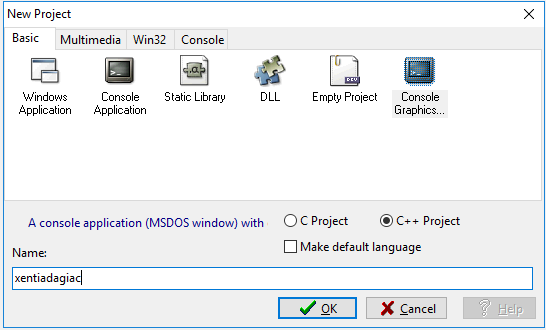 New Project
Basic Multimedia Win32 Console
Windows Application Console Application Static Library DLL Empty Project Console Graphics...
A console application (MSDOS window) with
C Project C++ Project
Make default language
Name:
xentiadagiac
OK Cancel Help